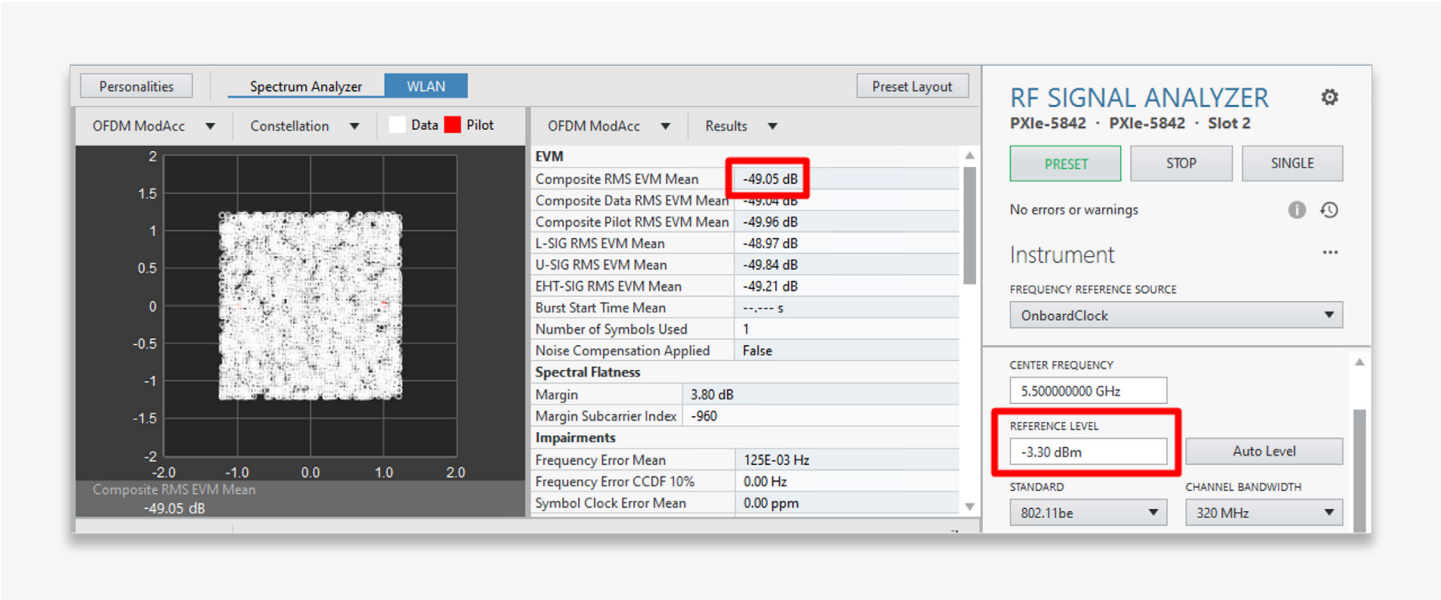 Personalities
Spectrum Analyzer
WLAN
Preset Layout
OFDM ModAcc
Constellation
Data
Pilot
2
1.5
1
0.5
0
-0.5
-1
-1.5
-2
-2.0 -1.0 0.0 1.0 2.0
Composite RMS EVM Mean
-49.05 dB
OFDM ModAcc
Results
EVM
Composite RMS EVM Mean -49.05 dB
Composite Data RMS EVM Mean -49.04 dB
Composite Pilot RMS EVM Mean -49.96 dB
L-SIG RMS EVM Mean -48.97 dB
U-SIG RMS EVM Mean -49.84 dB
EHT-SIG RMS EVM Mean -49.21 dB
Burst Start Time Mean --.--- s
Number of Symbols Used 1
Noise Compensation Applied False
Spectral Flatness
Margin 3.80 dB
Margin Subcarrier Index -960
Impairments
Frequency Error Mean 125E-03 Hz
Frequency Error CCDF 10% 0.00 Hz
Symbol Clock Error Mean 0.00 ppm
RF SIGNAL ANALYZER
PXIe-5842 · PXIe-5842 · Slot 2
PRESET
STOP
SINGLE
No errors or warnings
Instrument
FREQUENCY REFERENCE SOURCE
OnboardClock
CENTER FREQUENCY
5.500000000 GHz
REFERENCE LEVEL
-3.30 dBm
Auto Level
STANDARD
802.11be
CHANNEL BANDWIDTH
320 MHz